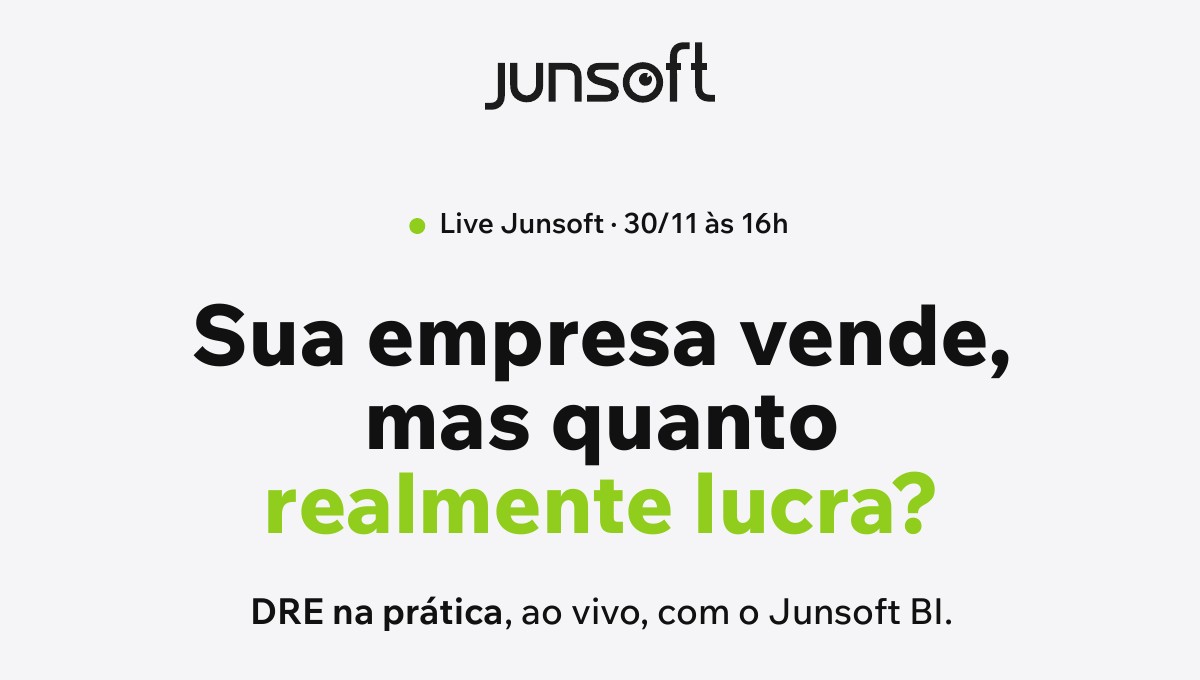 junsoft
Live Junsoft · 30/11 às 16h
Sua empresa vende,
mas quanto
realmente lucra?
DRE na prática, ao vivo, com o Junsoft BI.